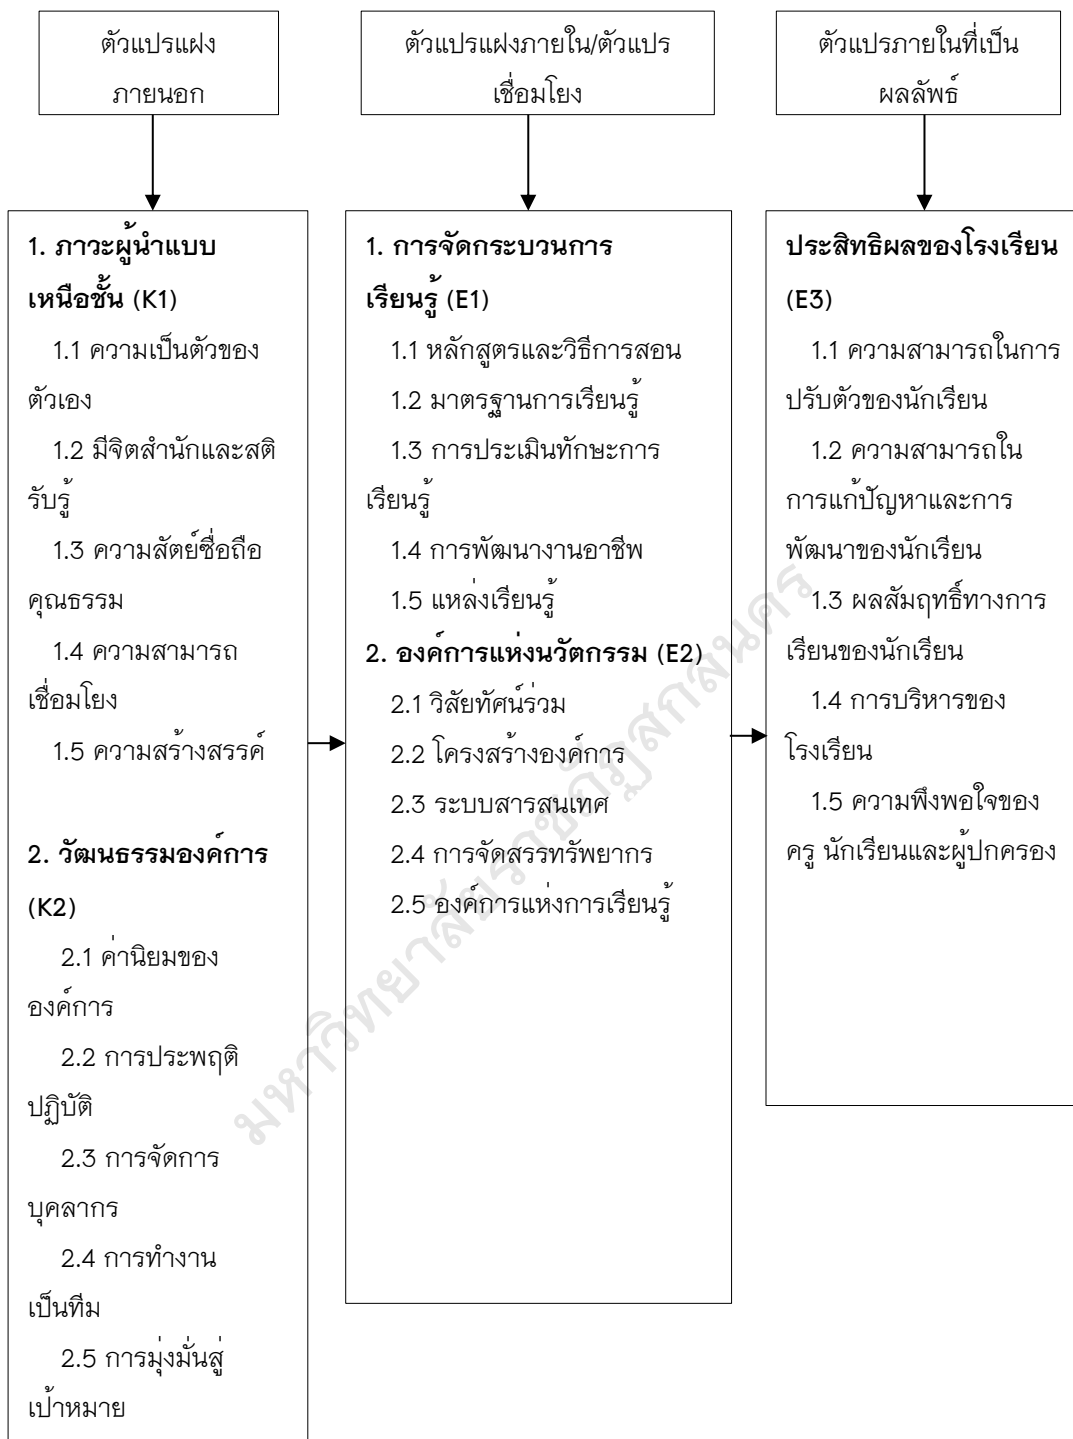 ตัวแปรแฝง
ภายนอก
ตัวแปรแฝงภายใน/ตัวแปร
เชื่อมโยง
ตัวแปรภายในที่เป็น
ผลลัพธ์
1. ภาวะผู้นำแบบ
เหนือชั้น (K1)
1.1 ความเป็นตัวของ
ตัวเอง
1.2 มีจิตสำนักและสติ
รับรู้
1.3 ความสัตย์ซื่อถือ
คุณธรรม
1.4 ความสามารถ
เชื่อมโยง
1.5 ความสร้างสรรค์
2. วัฒนธรรมองค์การ
(K2)
2.1 ค่านิยมของ
องค์การ
2.2 การประพฤติ
ปฏิบัติ
2.3 การจัดการ
บุคลากร
2.4 การทำงาน
เป็นทีม
2.5 การมุ่งมั่นสู่
เป้าหมาย
1. การจัดกระบวนการ
เรียนรู้ (E1)
1.1 หลักสูตรและวิธีการสอน
1.2 มาตรฐานการเรียนรู้
1.3 การประเมินทักษะการ
เรียนรู้
1.4 การพัฒนางานอาชีพ
1.5 แหล่งเรียนรู้
2. องค์การแห่งนวัตกรรม (E2)
2.1 วิสัยทัศน์ร่วม
2.2 โครงสร้างองค์การ
2.3 ระบบสารสนเทศ
2.4 การจัดสรรทรัพยากร
2.5 องค์การแห่งการเรียนรู้
ประสิทธิผลของโรงเรียน
(E3)
1.1 ความสามารถในการ
ปรับตัวของนักเรียน
1.2 ความสามารถใน
การแก้ปัญหาและการ
พัฒนาของนักเรียน
1.3 ผลสัมฤทธิ์ทางการ
เรียนของนักเรียน
1.4 การบริหารของ
โรงเรียน
1.5 ความพึงพอใจของ
ครู นักเรียนและผู้ปกครอง
มหาวิทยาลัยราชภัฏสกลนคร